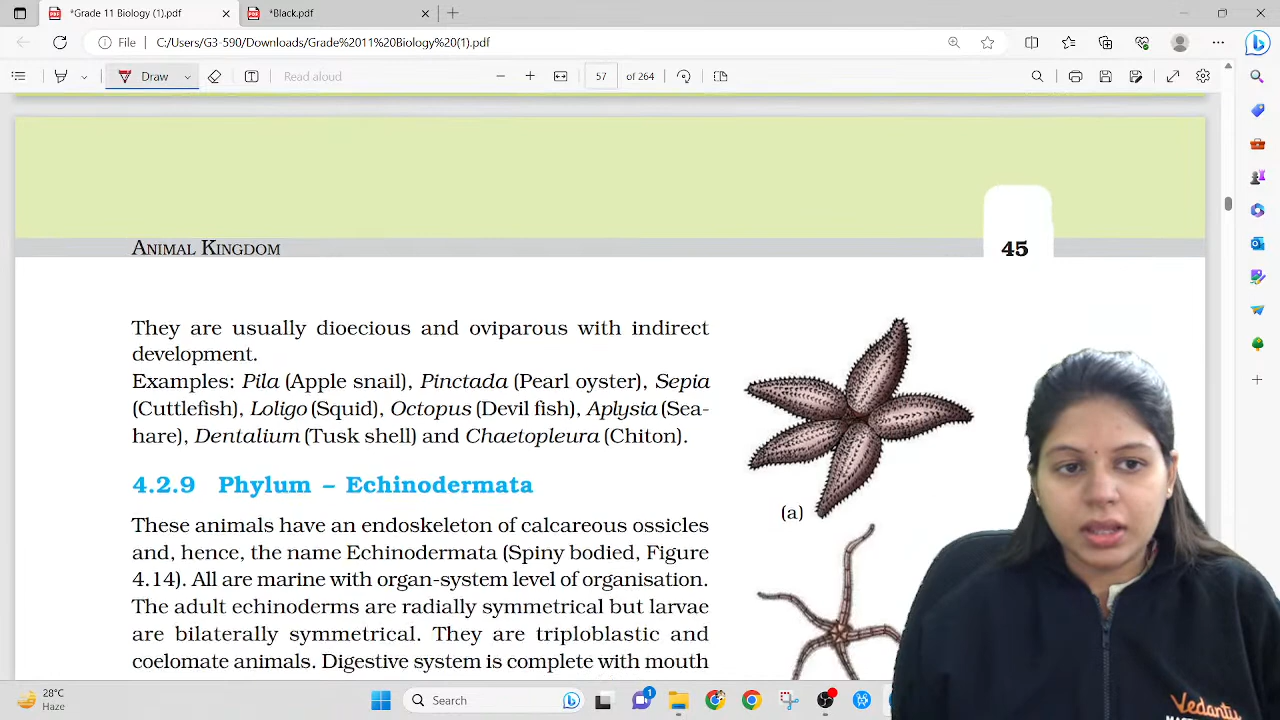 *Grade 11 Biology (1).pdf
*Black.pdf
File
C:/Users/G3-590/Downloads/Grade%2011%20Biology%20(1).pdf
Draw
Read aloud
57 of 264
ANIMAL KINGDOM
45
They are usually dioecious and oviparous with indirect
development.
Examples: Pila (Apple snail), Pinctada (Pearl oyster), Sepia
(Cuttlefish), Loligo (Squid), Octopus (Devil fish), Aplysia (Sea-
hare), Dentalium (Tusk shell) and Chaetopleura (Chiton).
4.2.9 Phylum – Echinodermata
These animals have an endoskeleton of calcareous ossicles
and, hence, the name Echinodermata (Spiny bodied, Figure
4.14). All are marine with organ-system level of organisation.
The adult echinoderms are radially symmetrical but larvae
are bilaterally symmetrical. They are triploblastic and
coelomate animals. Digestive system is complete with mouth
(a)
28°C
Haze
Search
1
Vedantu